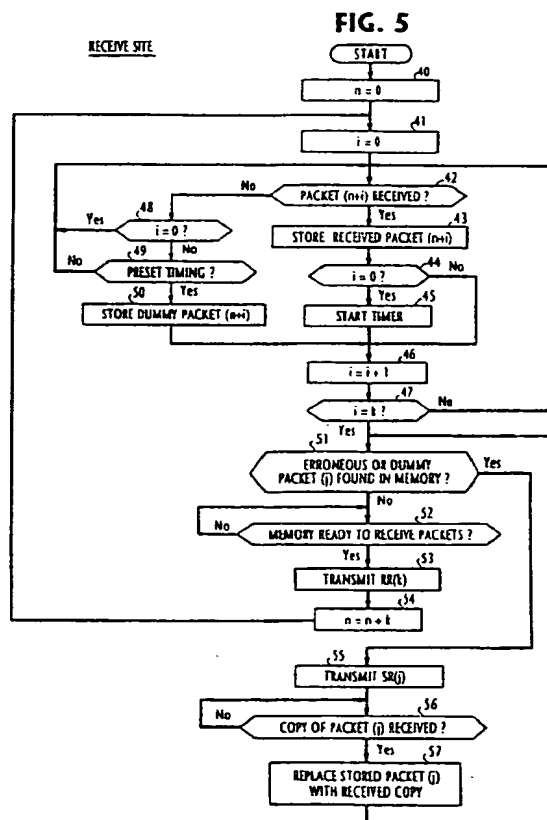 FIG. 5
RECEIVE SITE
START
40
n = 0
41
i = 0
42
No
PACKET (n+i) RECEIVED ?
48
Yes
43
Yes
i = 0 ?
STORE RECEIVED PACKET (n+i)
49
No
44
No
PRESET TIMING ?
i = 0 ?
No
50
Yes
Yes
45
STORE DUMMY PACKET (n+i)
START TIMER
46
i = i + 1
47
i = k ?
No
51
Yes
ERRONEOUS OR DUMMY
PACKET (j) FOUND IN MEMORY ?
Yes
No
52
No
MEMORY READY TO RECEIVE PACKETS ?
Yes
53
TRANSMIT RR(k)
54
n = n + k
55
TRANSMIT SR(j)
56
No
COPY OF PACKET (j) RECEIVED ?
Yes
57
REPLACE STORED PACKET (j)
WITH RECEIVED COPY